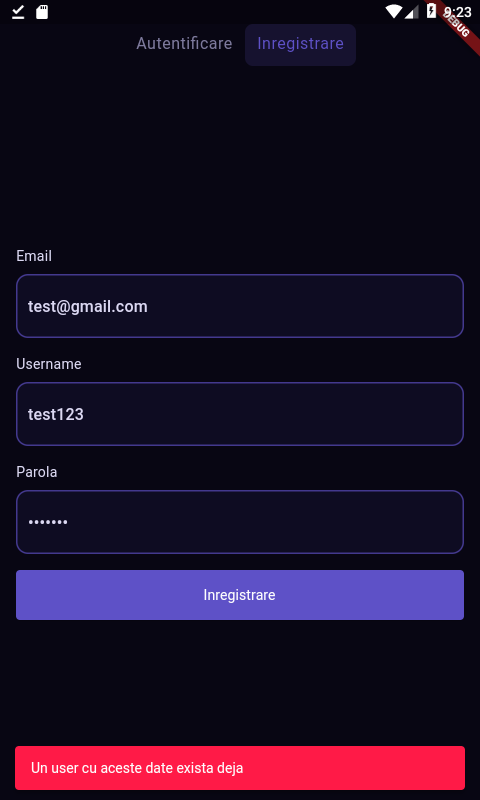 9:23
DEBUG
Autentificare Inregistrare
Email
test@gmail.com
Username
test123
Parola
•••••••
Inregistrare
Un user cu aceste date exista deja